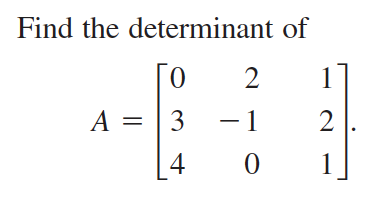 Find the determinant of
0 2 1
A = 3 -1 2 .
4 0 1